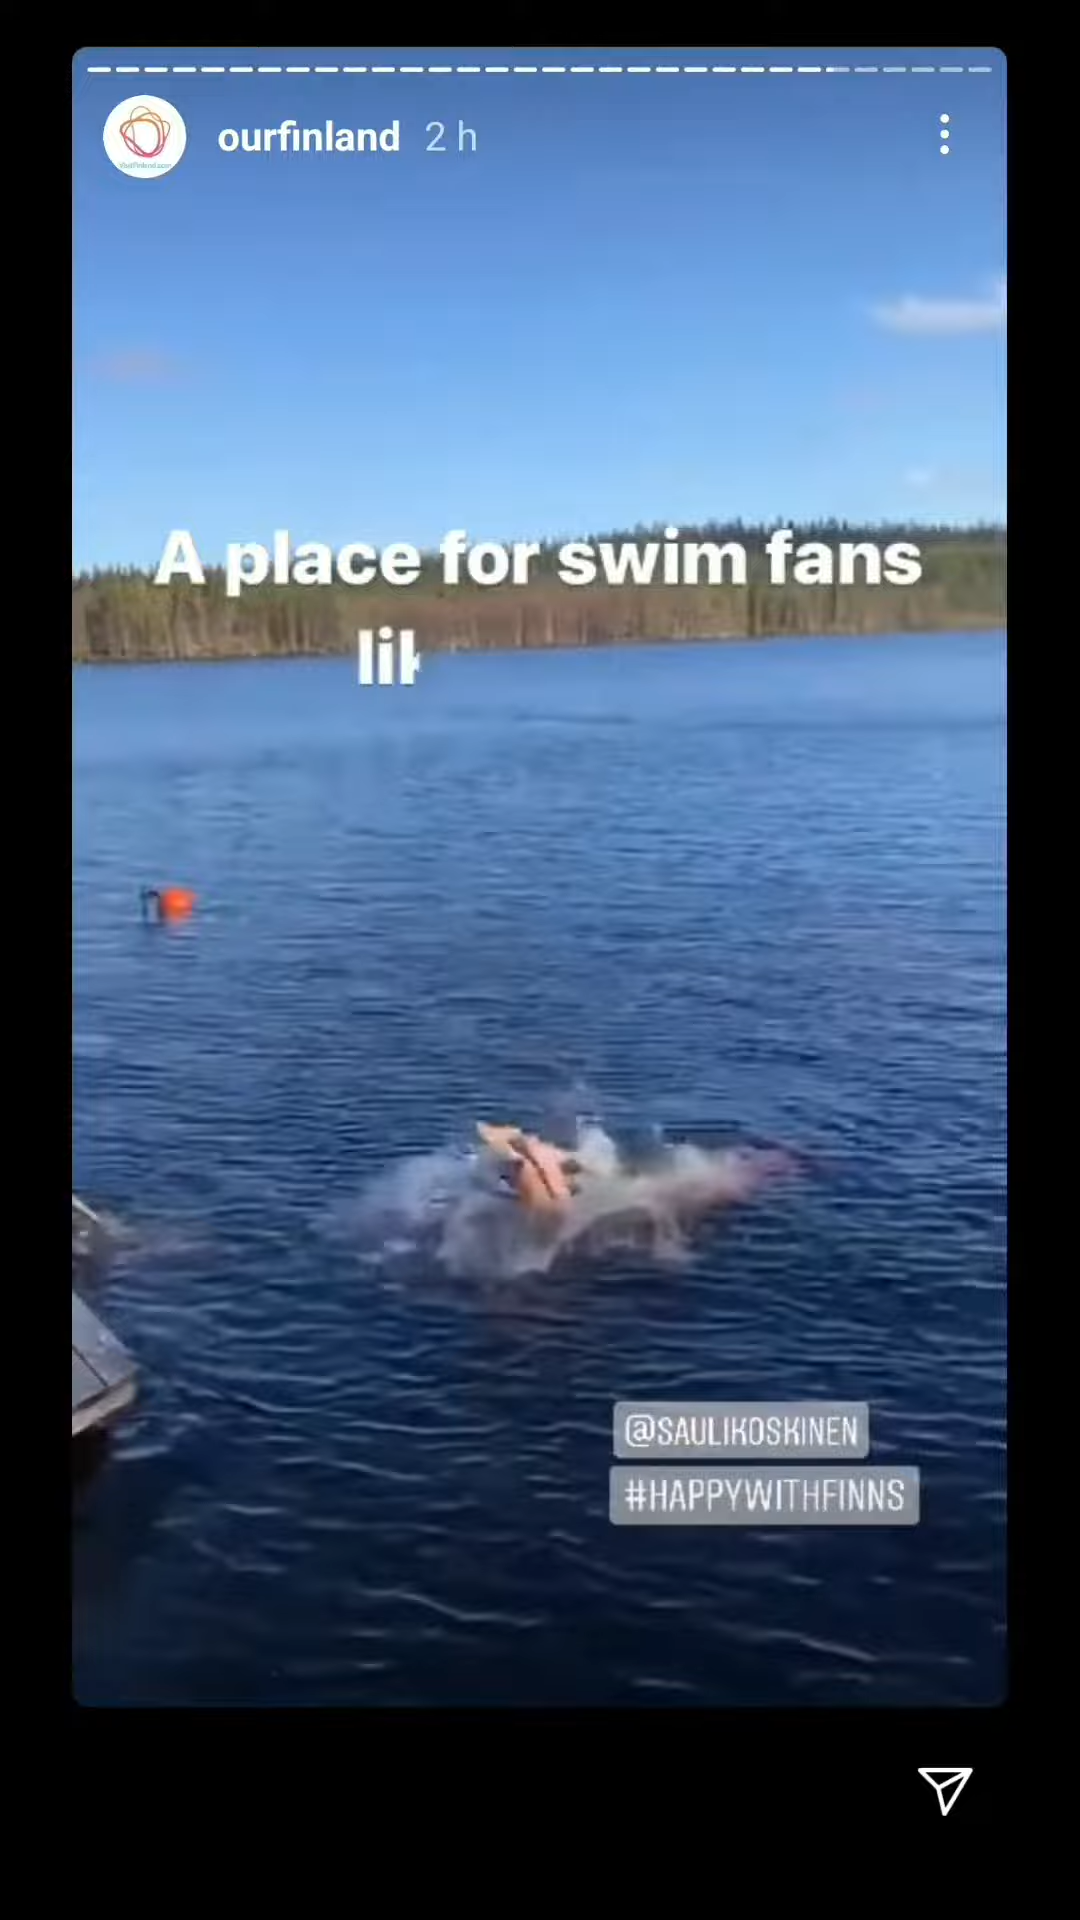 ourfinland 2 h
A place for swim fans
lik
@SAULIKOSKINEN
#HAPPYWITHFINNS